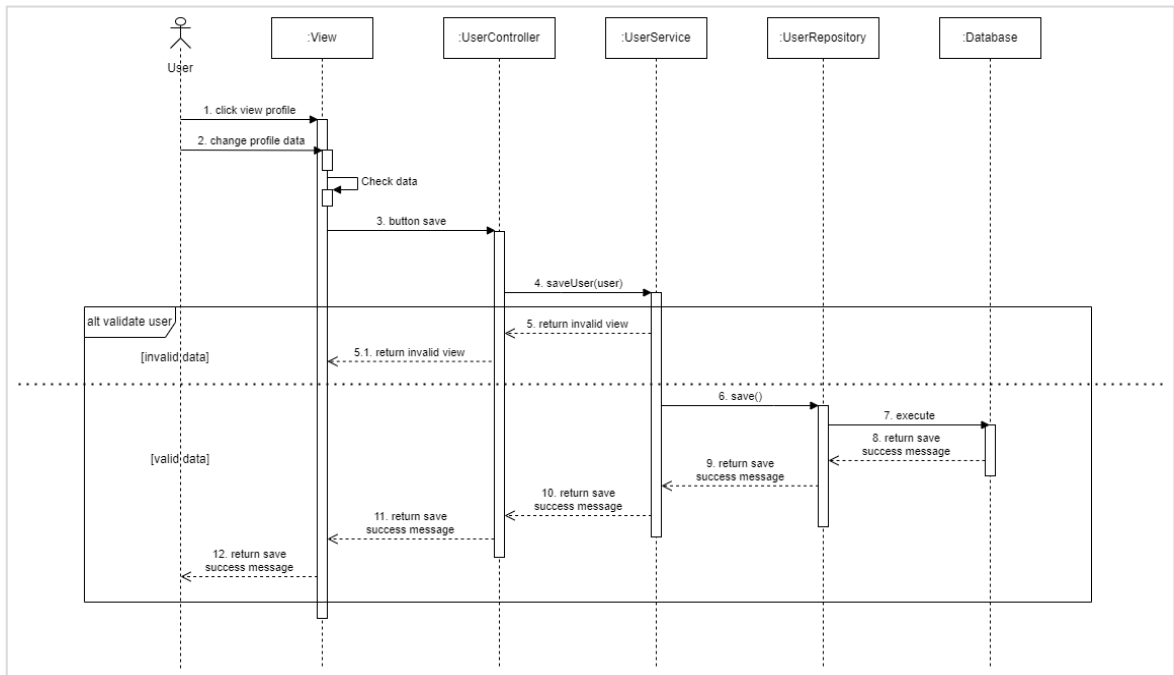 :View
:UserController
:UserService
:UserRepository
:Database
User
1. click view profile
2. change profile data
Check data
3. button save
4. saveUser(user)
alt validate user
5. return invalid view
[invalid data]
5.1. return invalid view
6. save()
7. execute
8. return save
success message
[valid data]
9. return save
success message
10. return save
success message
11. return save
success message
12. return save
success message